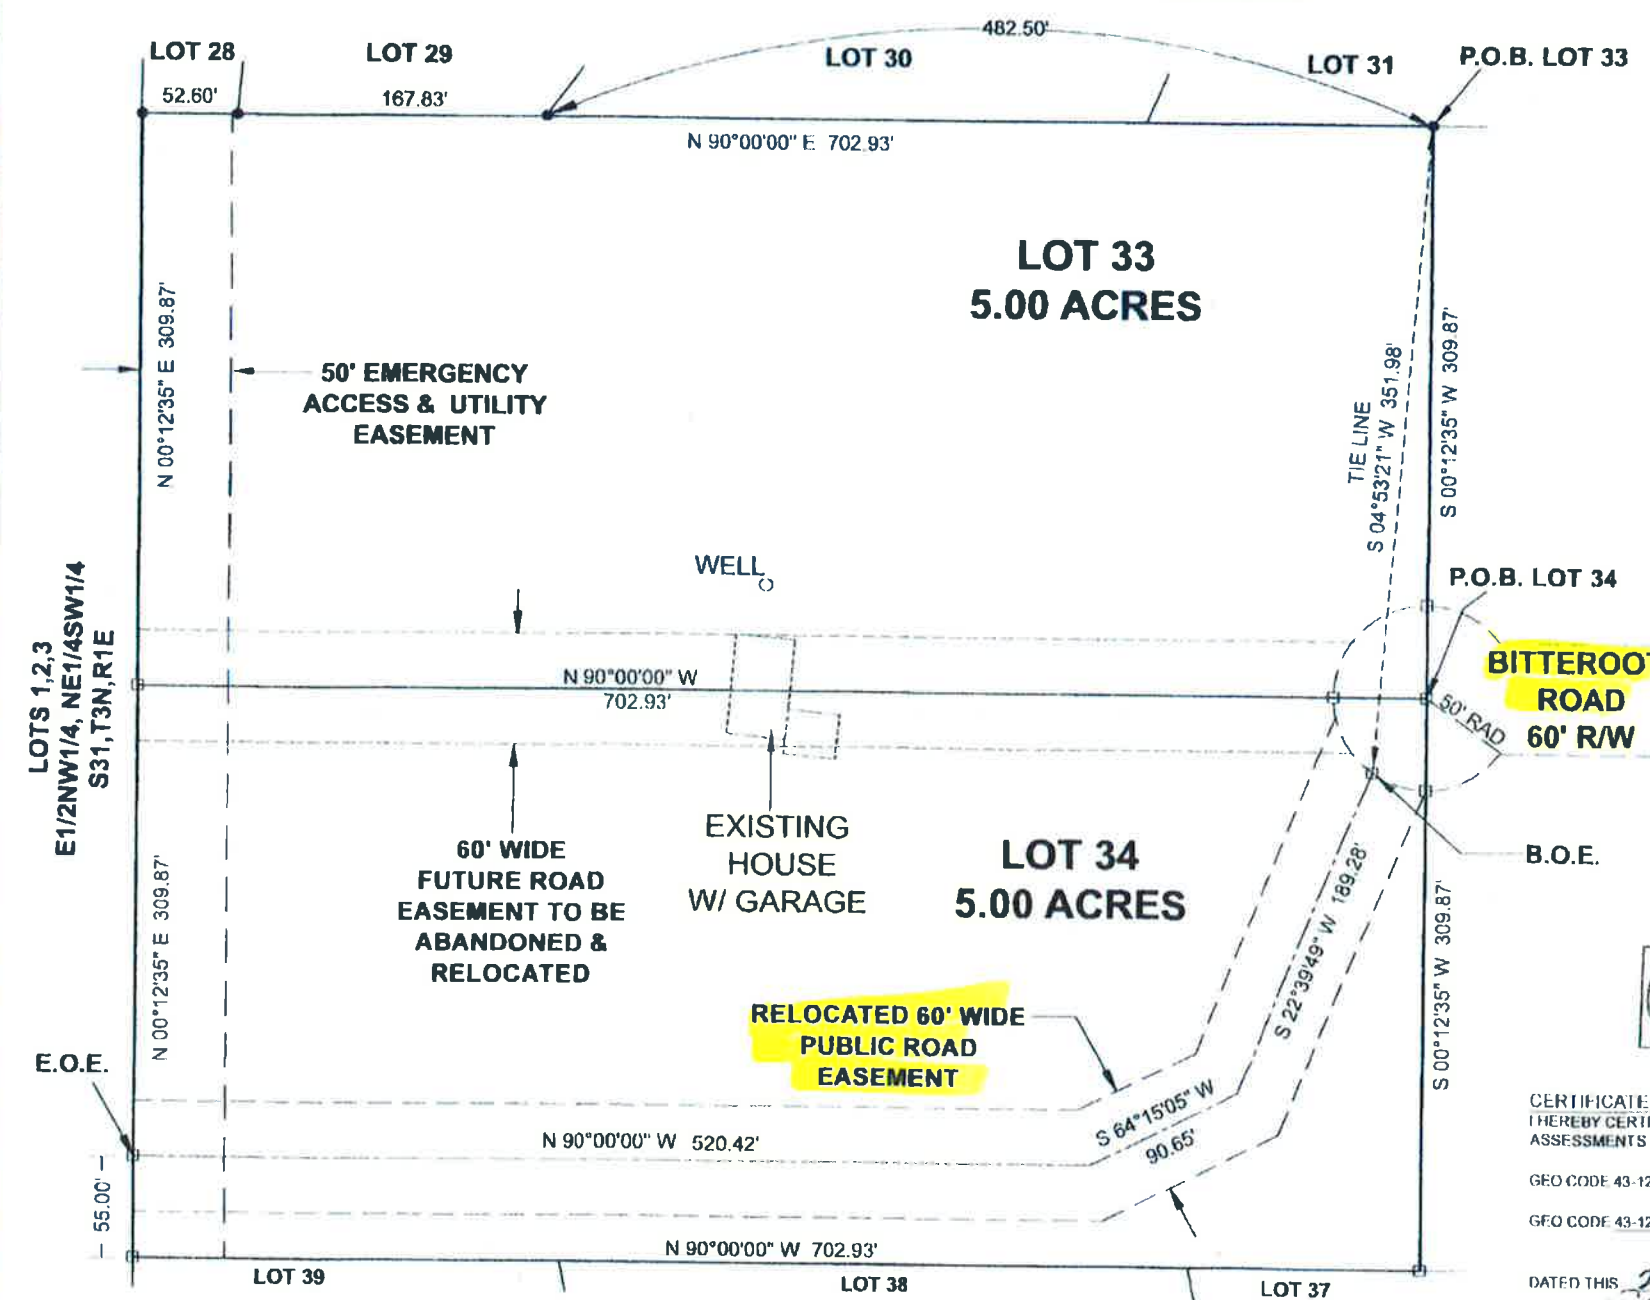 482.50'
LOT 28
LOT 29
LOT 30
LOT 31
P.O.B. LOT 33
52.60'
167.83'
N 90°00'00" E 702.93'
LOT 33
5.00 ACRES
N 00°12'35" E 309.87'
50' EMERGENCY
ACCESS & UTILITY
EASEMENT
TIE LINE
S 04°53'21" W 351.98'
S 00°12'35" W 309.87'
WELL
P.O.B. LOT 34
LOTS 1,2,3
E1/2NW1/4, NE1/4SW1/4
S31,T3N,R1E
N 90°00'00" W
702.93'
BITTEROOT
ROAD
60' R/W
50' RAD
EXISTING
HOUSE
W/ GARAGE
60' WIDE
FUTURE ROAD
EASEMENT TO BE
ABANDONED &
RELOCATED
LOT 34
5.00 ACRES
B.O.E.
N 00°12'35" E 309.87'
S 22°39'49" W 189.28'
S 00°12'35" W 309.87'
RELOCATED 60' WIDE
PUBLIC ROAD
EASEMENT
E.O.E.
S 64°15'05" W
90.65'
N 90°00'00" W 520.42'
55.00'
N 90°00'00" W 702.93'
LOT 39
LOT 38
LOT 37
CERTIFICATE
I HEREBY CERTI
ASSESSMENTS
GEO CODE 43-12
GEO CODE 43-12
DATED THIS